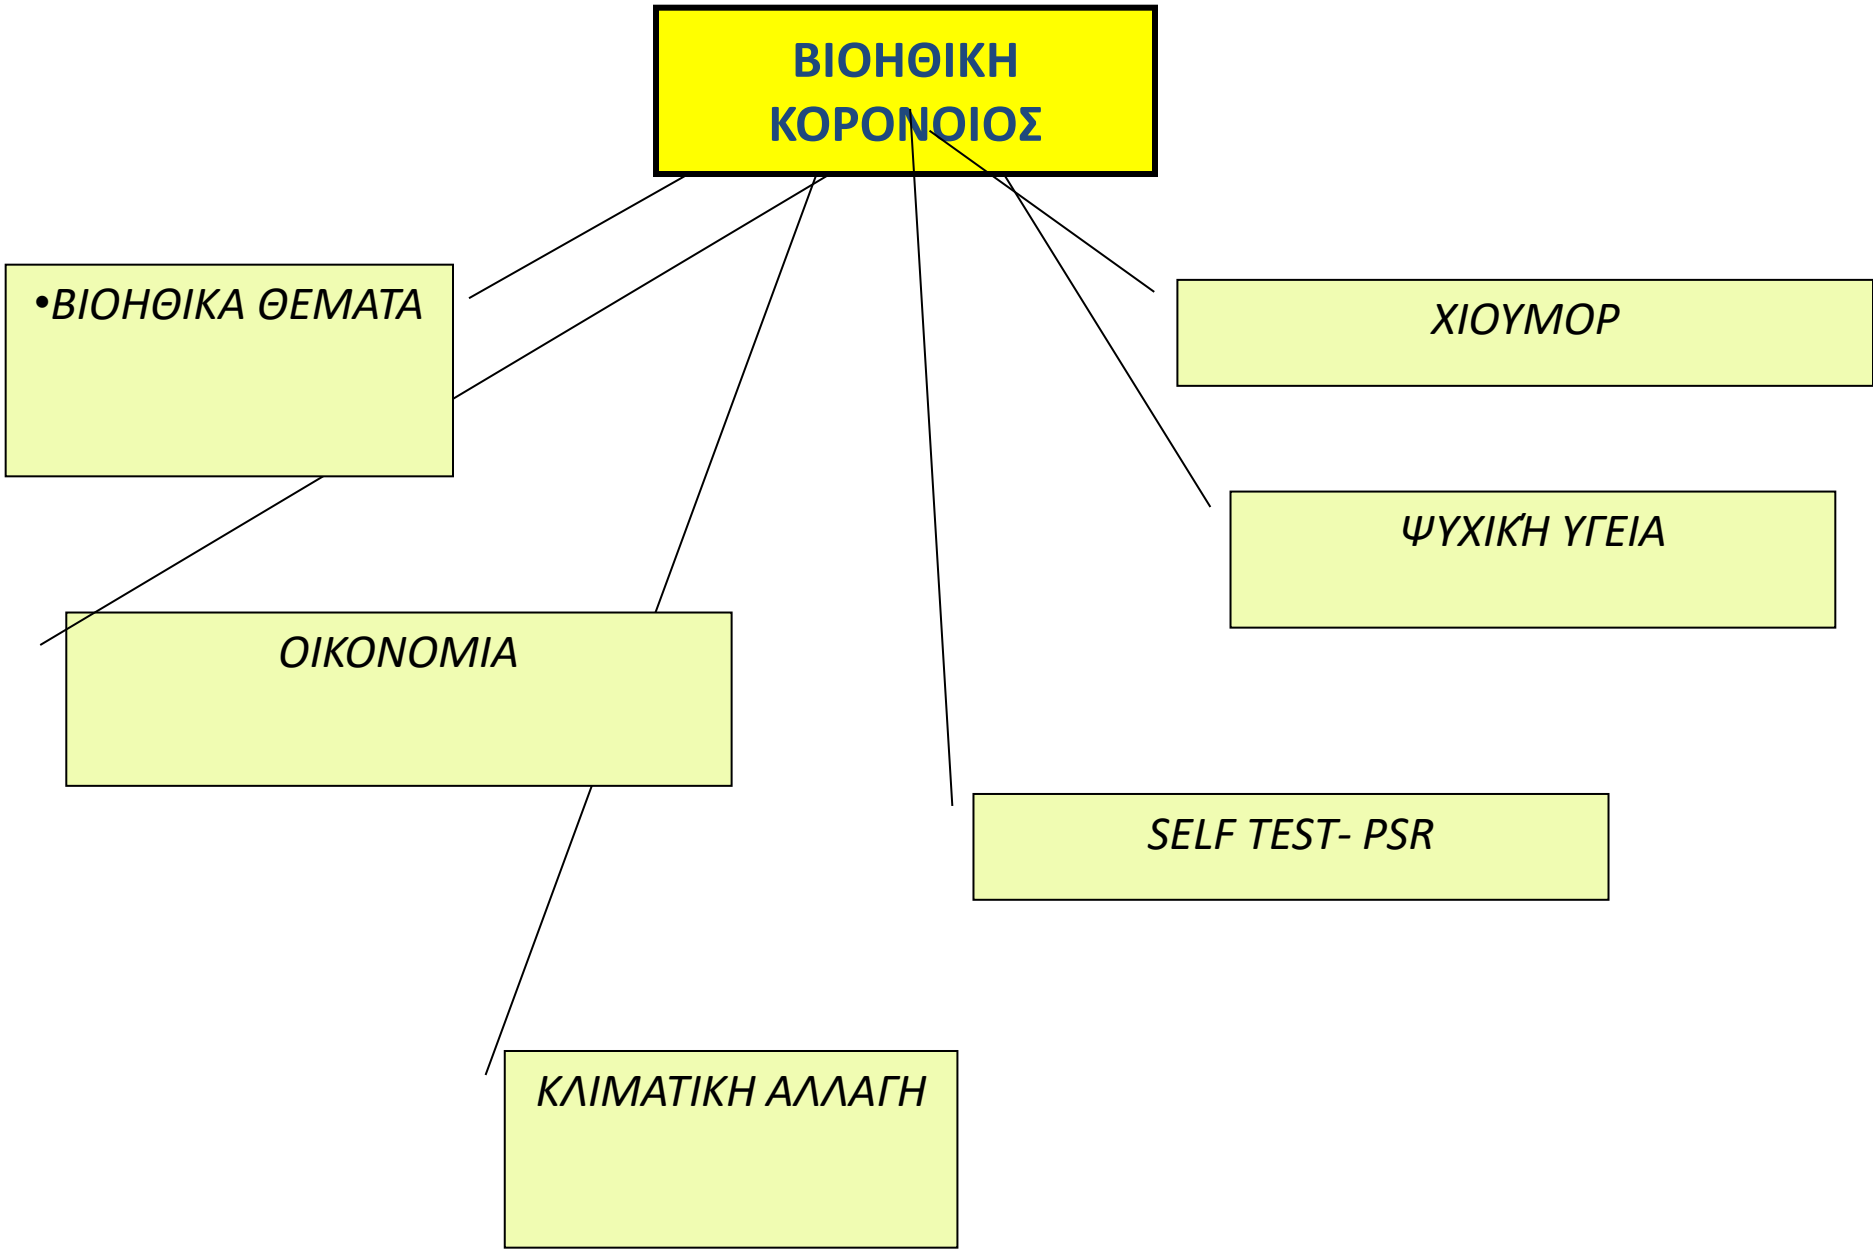 ΒΙΟΗΘΙΚΗ
ΚΟΡΟΝΟΙΟΣ
•ΒΙΟΗΘΙΚΑ ΘΕΜΑΤΑ
ΧΙΟΥΜΟΡ
ΨΥΧΙΚΉ ΥΓΕΙΑ
ΟΙΚΟΝΟΜΙΑ
SELF TEST- PSR
ΚΛΙΜΑΤΙΚΗ ΑΛΛΑΓΗ